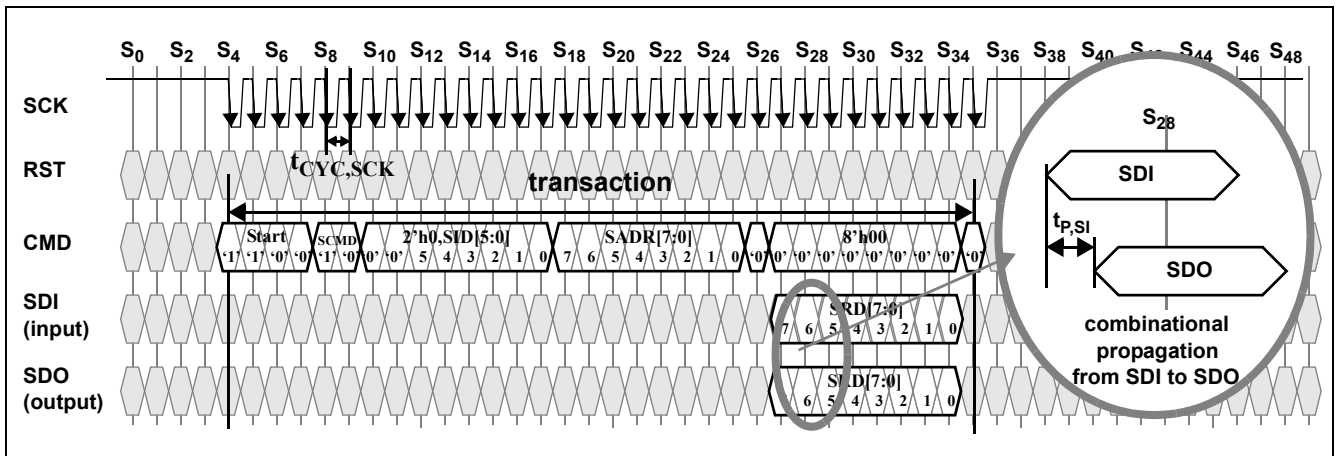 S0 S2 S4 S6 S8 S10 S12 S14 S16 S18 S20 S22 S24 S26 S28 S30 S32 S34 S36 S38 S40 S44 S46 S48
SCK
S28
tCYC,SCK
RST
transaction
SDI
CMD
Start SCMD 2'h0,SID[5:0] SADR[7:0] 8'h00
'1' '1' '0' '0' '1' '0' '0' '0' 5 4 3 2 1 0 7 6 5 4 3 2 1 0 '0' '0' '0' '0' '0' '0' '0' '0' '0' '0'
tP,SI
SDO
SDI
(input)
SRD[7:0]
7 6 5 4 3 2 1 0
SDO
(output)
SRD[7:0]
6 5 4 3 2 1 0
combinational
propagation
from SDI to SDO